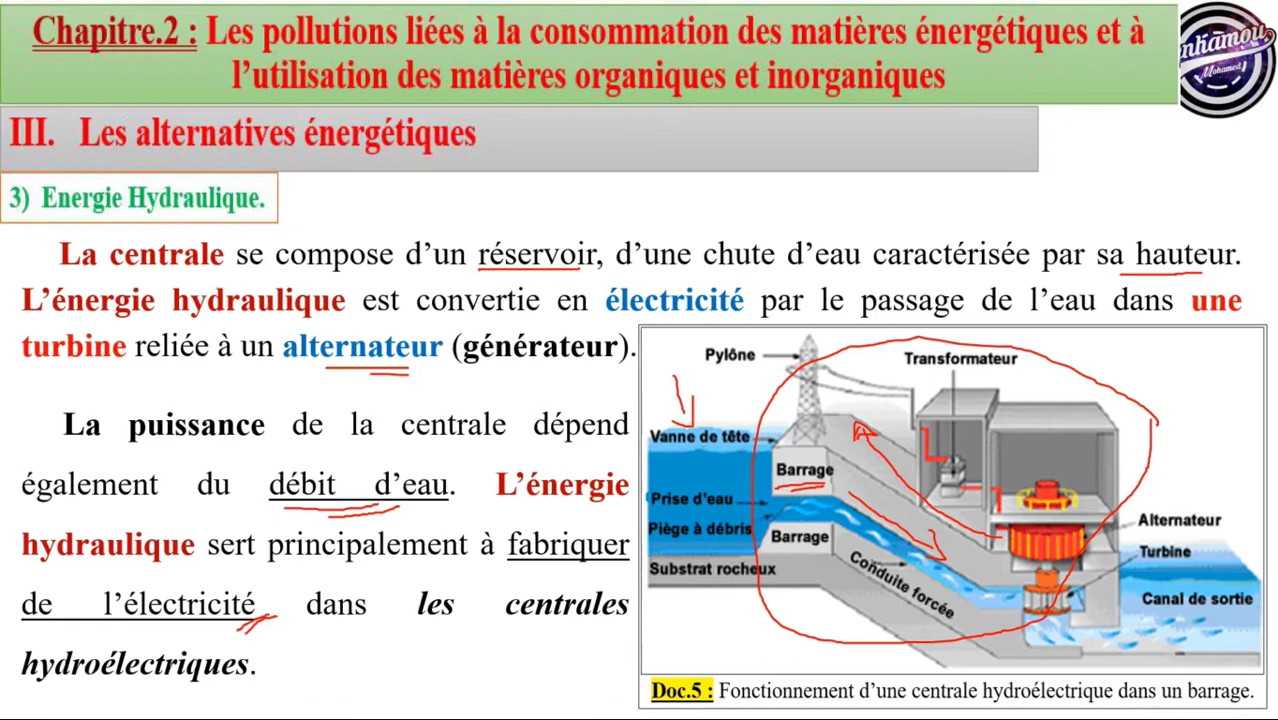 Chapitre.2 : Les pollutions liées à la consommation des matières énergétiques et à
l'utilisation des matières organiques et inorganiques
Mohamed
III. Les alternatives énergétiques
3) Energie Hydraulique.
La centrale se compose d'un réservoir, d'une chute d'eau caractérisée par sa hauteur.
L'énergie hydraulique est convertie en électricité par le passage de l'eau dans une
turbine reliée à un alternateur (générateur).
La puissance de la centrale dépend
également du débit d'eau. L'énergie
hydraulique sert principalement à fabriquer
de l'électricité dans les centrales
hydroélectriques.
Pylône
Transformateur
Vanne de tête
Barrage
Prise d'eau
Piège à débris
Barrage
Substrat rocheux
Conduite forcée
Alternateur
Turbine
Canal de sortie
Doc.5 : Fonctionnement d'une centrale hydroélectrique dans un barrage.